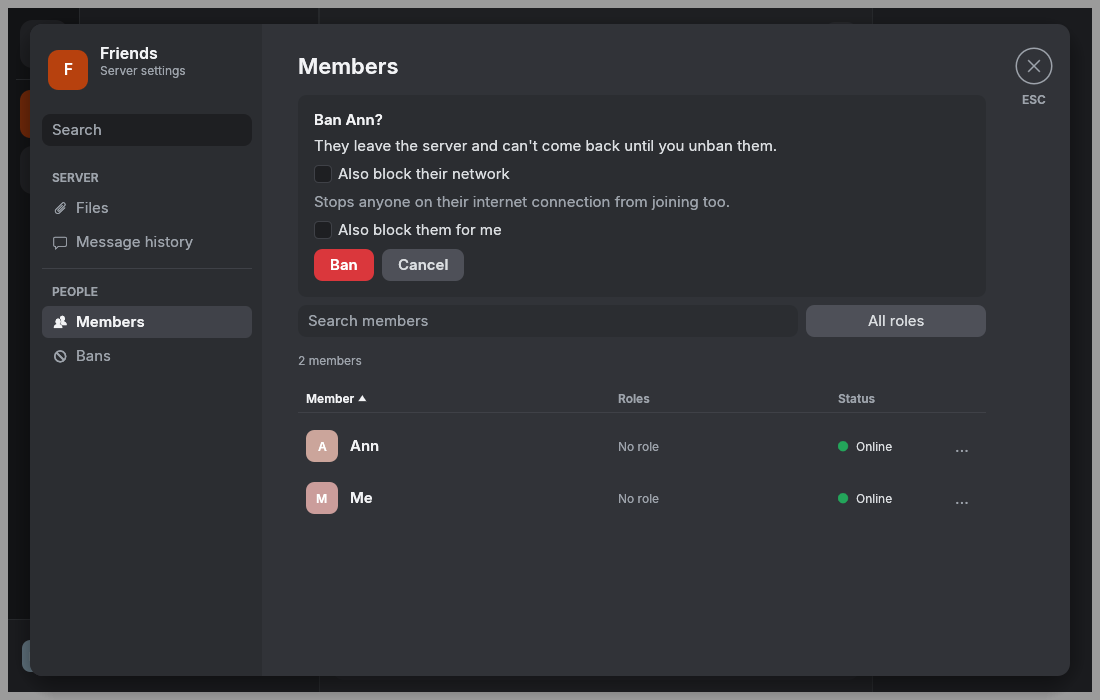 F
Friends
Server settings
Search
SERVER
Files
Message history
PEOPLE
Members
Bans
Members
ESC
Ban Ann?
They leave the server and can't come back until you unban them.
Also block their network
Stops anyone on their internet connection from joining too.
Also block them for me
Ban
Cancel
Search members
All roles
2 members
Member
Roles
Status
A
Ann
No role
Online
...
M
Me
No role
Online
...